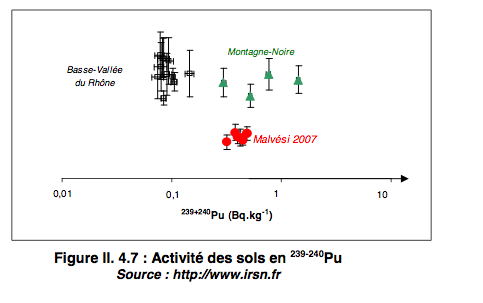 Basse-Vallée
du Rhône
Montagne-Noire
Malvési 2007
0,01 0,1 1 10
239+240Pu (Bq.kg-1)
Figure II. 4.7 : Activité des sols en 239-240Pu
Source : http://www.irsn.fr